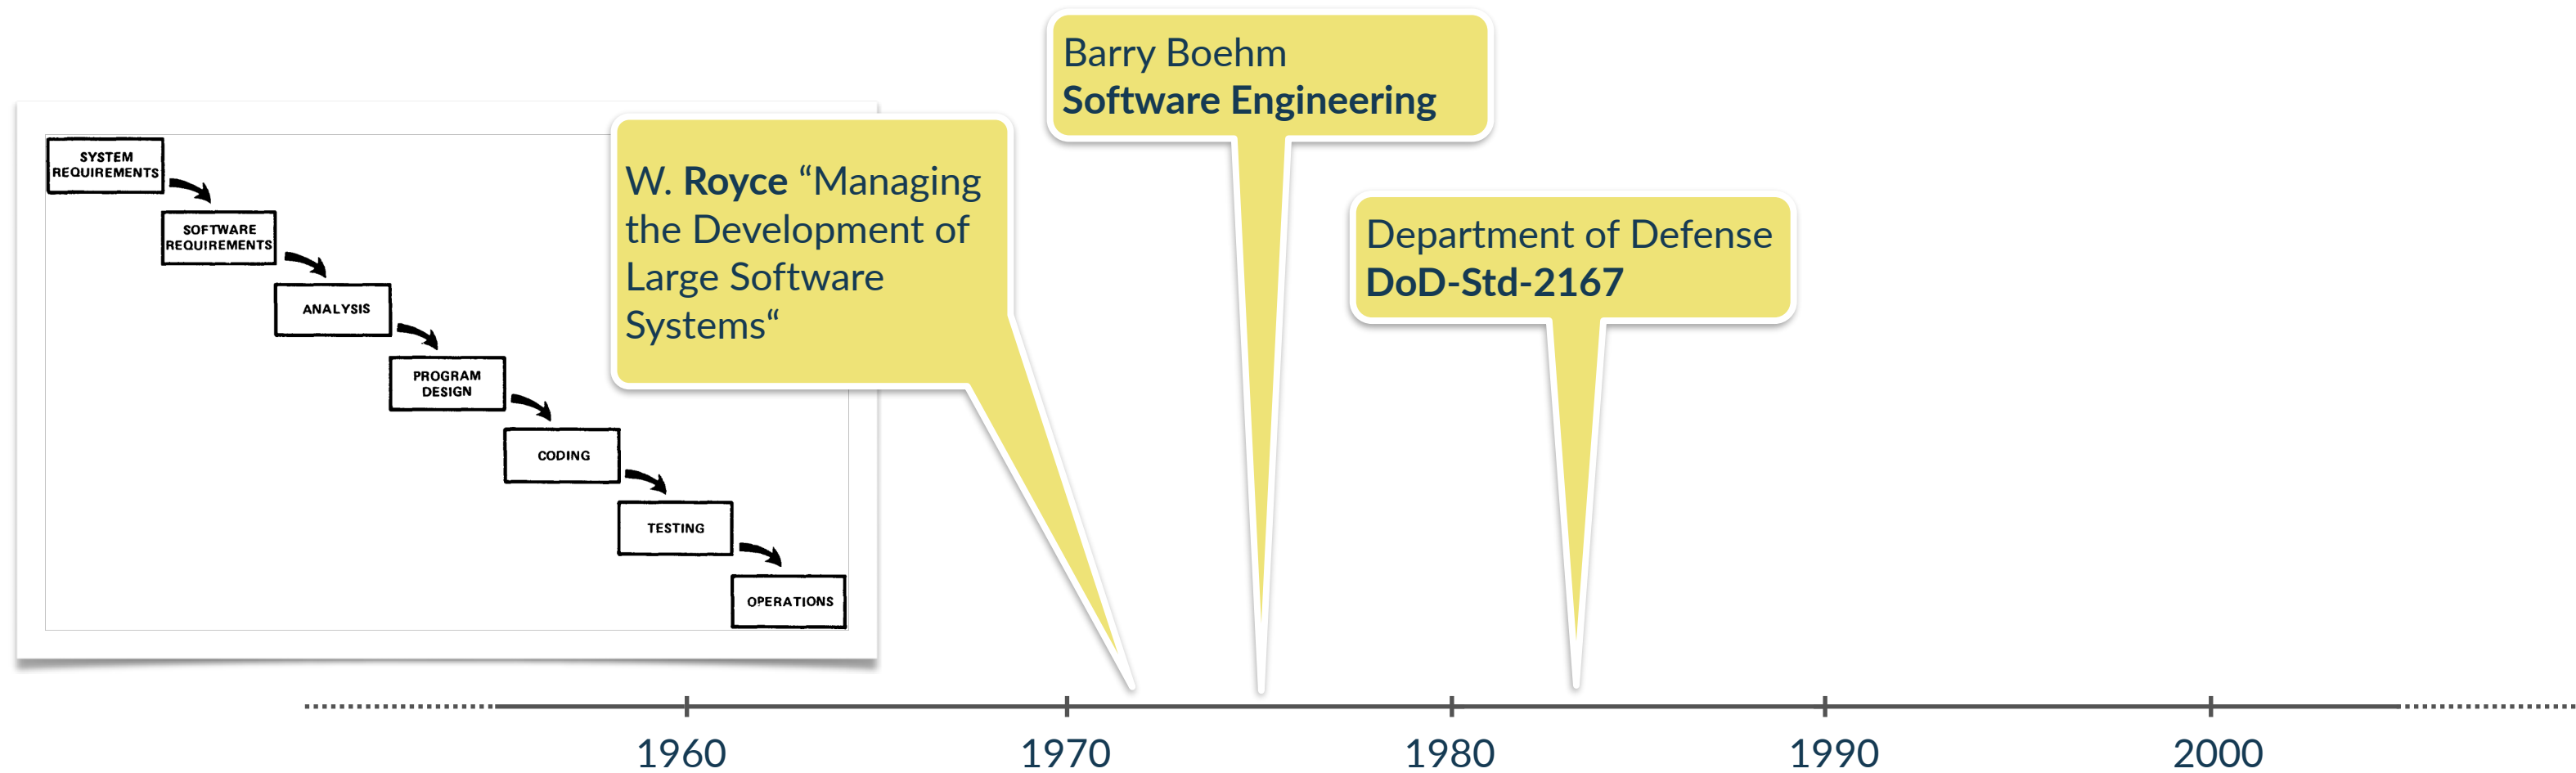 Barry Boehm
Software Engineering
W. Royce “Managing
the Development of
Large Software
Systems“
Department of Defense
DoD-Std-2167
SYSTEM
REQUIREMENTS
SOFTWARE
REQUIREMENTS
ANALYSIS
PROGRAM
DESIGN
CODING
TESTING
OPERATIONS
1960
1970
1980
1990
2000